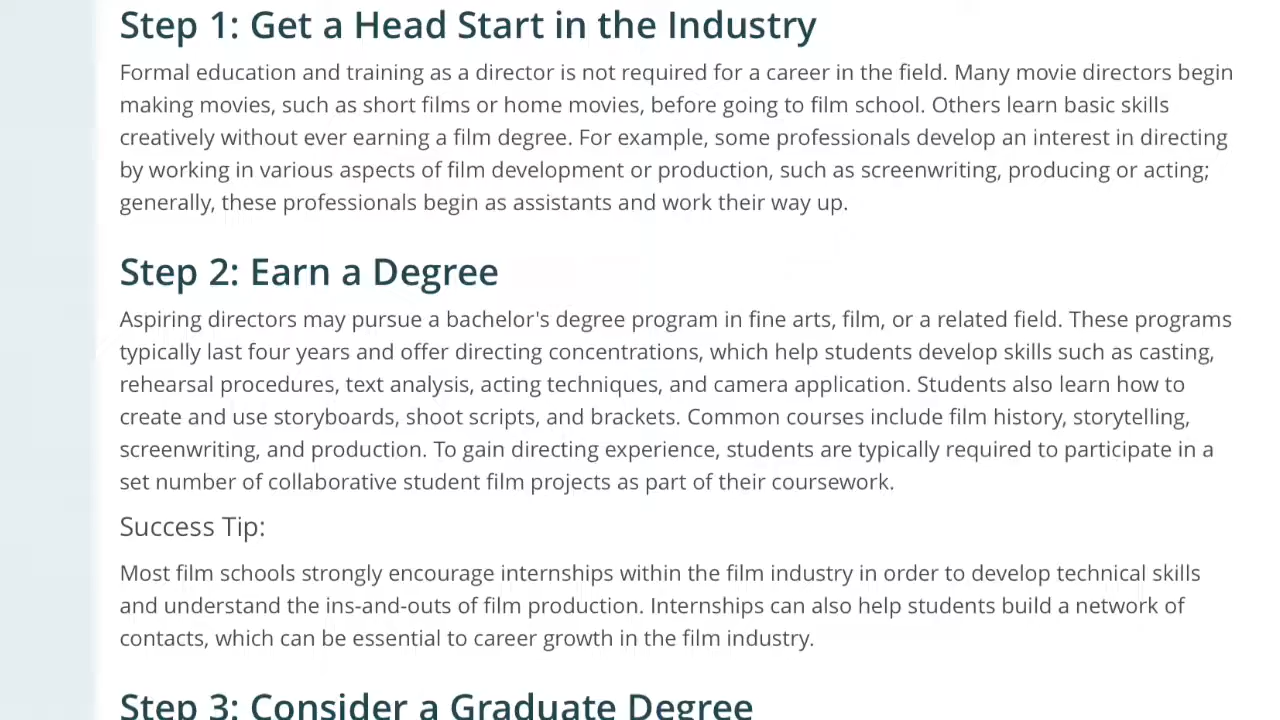 Step 1: Get a Head Start in the Industry
Formal education and training as a director is not required for a career in the field. Many movie directors begin
making movies, such as short films or home movies, before going to film school. Others learn basic skills
creatively without ever earning a film degree. For example, some professionals develop an interest in directing
by working in various aspects of film development or production, such as screenwriting, producing or acting;
generally, these professionals begin as assistants and work their way up.
Step 2: Earn a Degree
Aspiring directors may pursue a bachelor's degree program in fine arts, film, or a related field. These programs
typically last four years and offer directing concentrations, which help students develop skills such as casting,
rehearsal procedures, text analysis, acting techniques, and camera application. Students also learn how to
create and use storyboards, shoot scripts, and brackets. Common courses include film history, storytelling,
screenwriting, and production. To gain directing experience, students are typically required to participate in a
set number of collaborative student film projects as part of their coursework.
Success Tip:
Most film schools strongly encourage internships within the film industry in order to develop technical skills
and understand the ins-and-outs of film production. Internships can also help students build a network of
contacts, which can be essential to career growth in the film industry.
Step 3: Consider a Graduate Degree